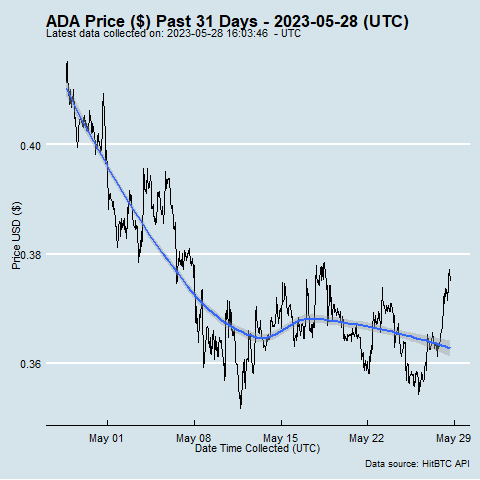 ADA Price ($) Past 31 Days - 2023-05-28 (UTC)
Latest data collected on: 2023-05-28 16:03:46 - UTC
Price USD ($)
0.40
0.38
0.36
May 01 May 08 May 15 May 22 May 29
Date Time Collected (UTC)
Data source: HitBTC API